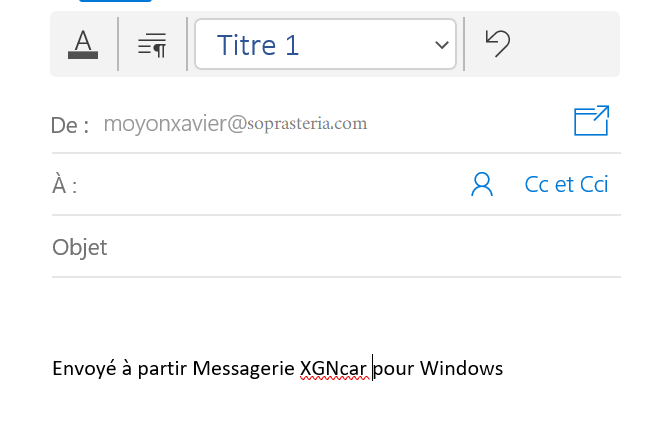 A
Titre 1
De : moyonxavier@soprasteria.com
À :
Cc et Cci
Objet
Envoyé à partir Messagerie XGNcar pour Windows